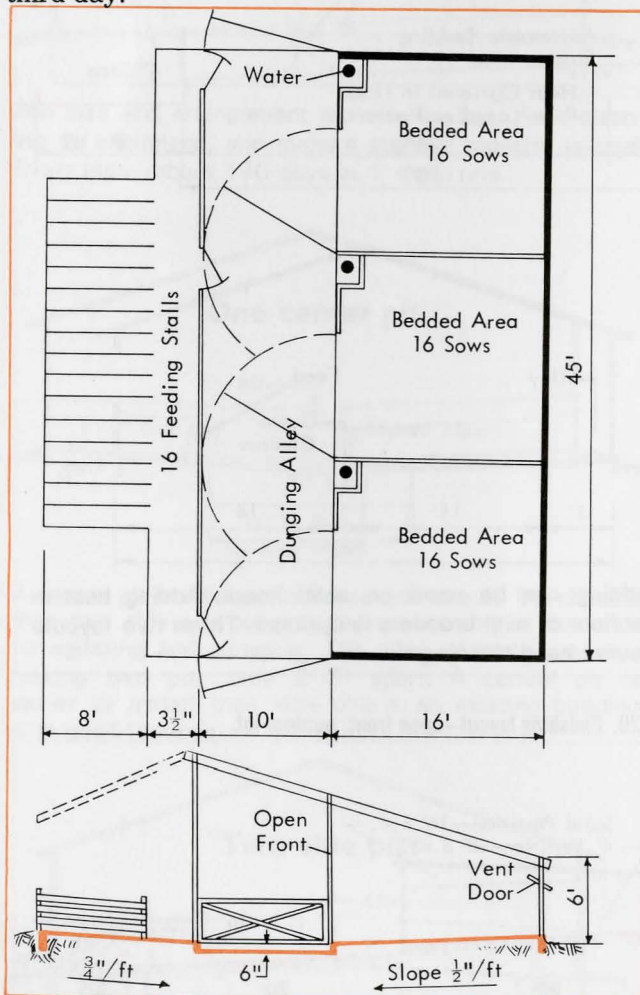 third day.
Water
Bedded Area
16 Sows
16 Feeding Stalls
Bedded Area
16 Sows
Dunging Alley
45'
Bedded Area
16 Sows
8' 3½" 10' 16'
Open
Front
Vent
Door
6'
¾"/ft
6"
Slope ½"/ft